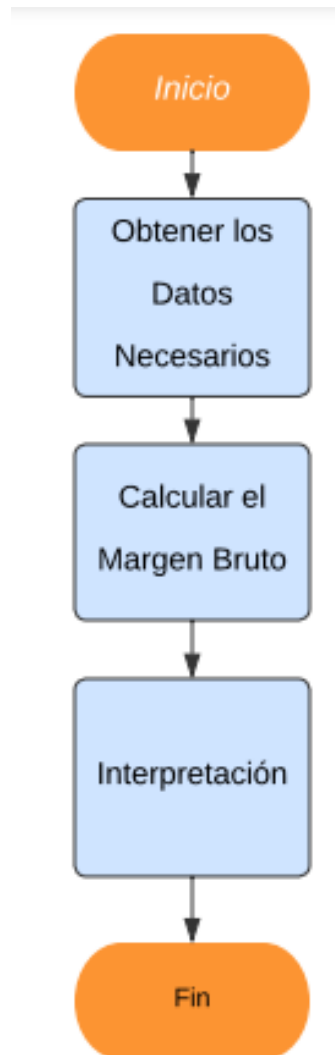 Inicio
Obtener los
Datos
Necesarios
Calcular el
Margen Bruto
Interpretación
Fin